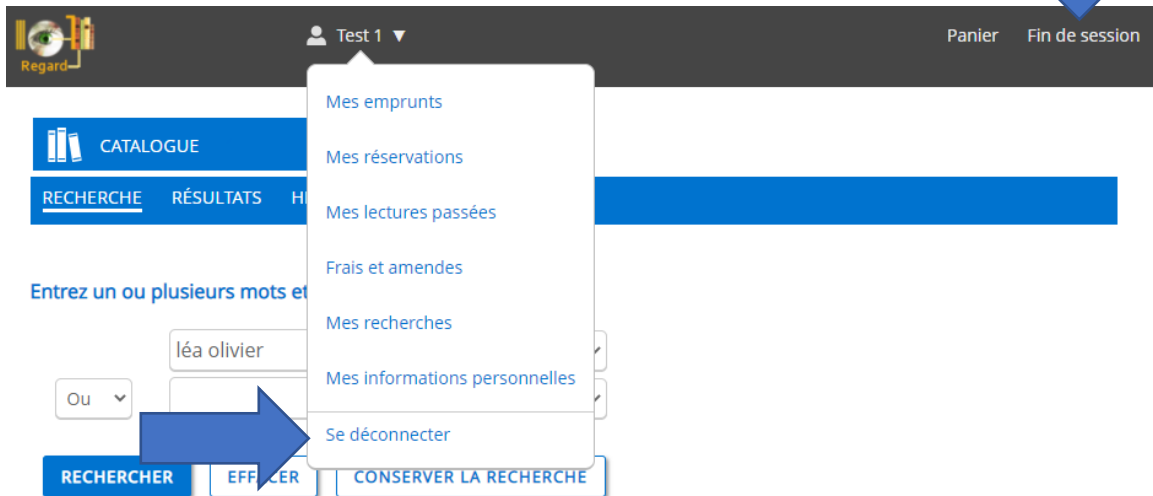 Regard
Test 1 ▼
Panier Fin de session
Mes emprunts
CATALOGUE
Mes réservations
RECHERCHE RÉSULTATS
Mes lectures passées
Frais et amendes
Entrez un ou plusieurs mots et
Mes recherches
léa olivier
Mes informations personnelles
Ou
Se déconnecter
RECHERCHER CONSERVER LA RECHERCHE